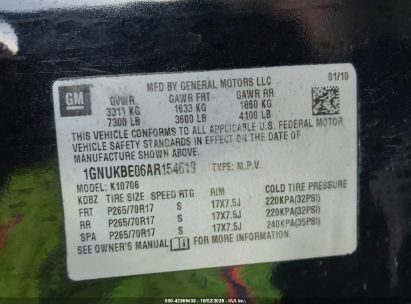 GM
MFD BY GENERAL MOTORS LLC
01/10
GVWR GAWR FRT GAWR RR
3311 KG 1633 KG 1860 KG
7300 LB 3600 LB 4100 LB
THIS VEHICLE CONFORMS TO ALL APPLICABLE U.S. FEDERAL MOTOR
VEHICLE SAFETY STANDARDS IN EFFECT ON THE DATE OF
MANUFACTURE SHOWN ABOVE.
1GNUKBE06AR154619 TYPE: M.P.V.
K10706
KDBZ TIRE SIZE SPEED RTG RIM COLD TIRE PRESSURE
FRT P265/70R17 S 17X7.5J 220KPA(32PSI)
RR P265/70R17 S 17X7.5J 220KPA(32PSI)
SPA P265/70R17 S 17X7.5J 240KPA(35PSI)
SEE OWNER'S MANUAL FOR MORE INFORMATION.